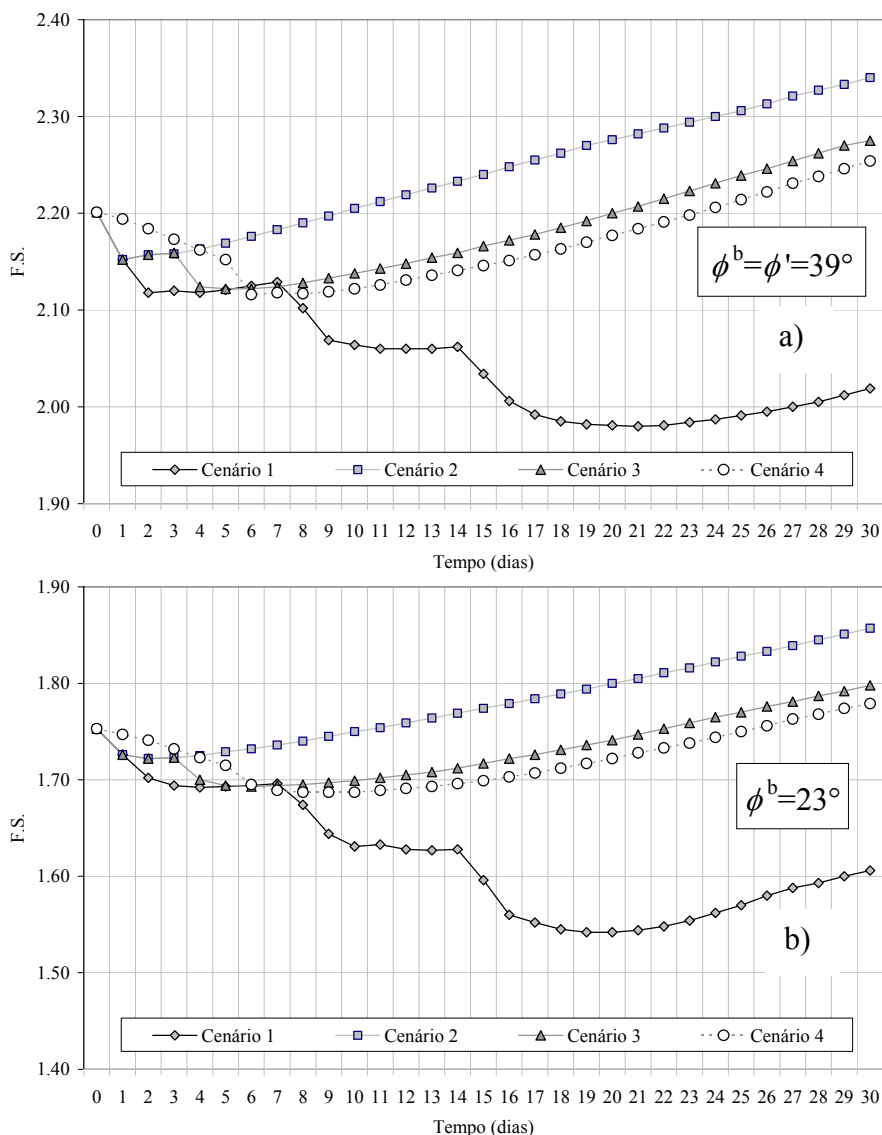 2.40
2.30
2.20
2.10
2.00
1.90
F.S.
ϕᵇ=ϕ'=39°
a)
Cenário 1 Cenário 2 Cenário 3 Cenário 4
0 1 2 3 4 5 6 7 8 9 10 11 12 13 14 15 16 17 18 19 20 21 22 23 24 25 26 27 28 29 30
Tempo (dias)
1.90
1.80
1.70
1.60
1.50
1.40
F.S.
ϕᵇ=23°
b)
Cenário 1 Cenário 2 Cenário 3 Cenário 4
0 1 2 3 4 5 6 7 8 9 10 11 12 13 14 15 16 17 18 19 20 21 22 23 24 25 26 27 28 29 30
Tempo (dias)